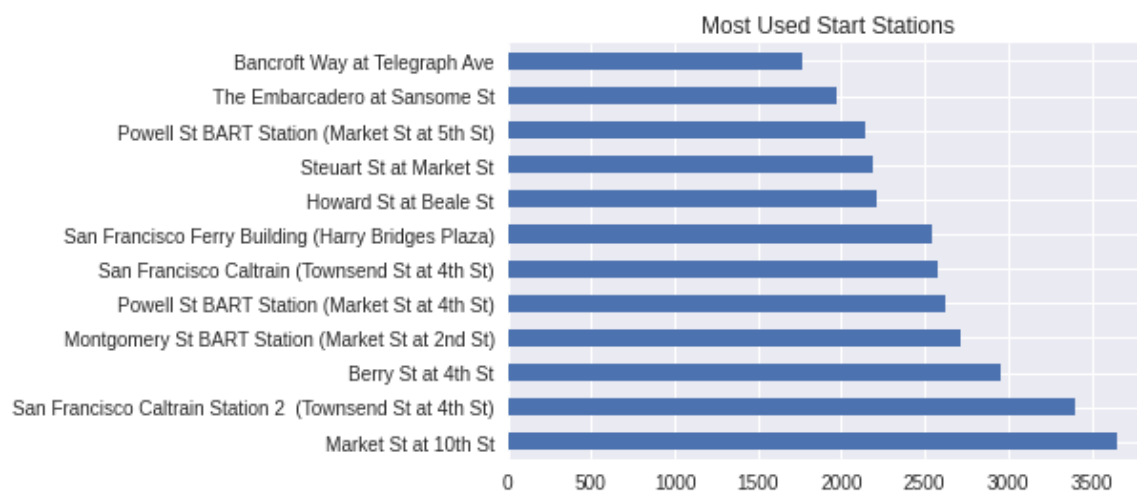 Most Used Start Stations
Bancroft Way at Telegraph Ave
The Embarcadero at Sansome St
Powell St BART Station (Market St at 5th St)
Steuart St at Market St
Howard St at Beale St
San Francisco Ferry Building (Harry Bridges Plaza)
San Francisco Caltrain (Townsend St at 4th St)
Powell St BART Station (Market St at 4th St)
Montgomery St BART Station (Market St at 2nd St)
Berry St at 4th St
San Francisco Caltrain Station 2  (Townsend St at 4th St)
Market St at 10th St
0 500 1000 1500 2000 2500 3000 3500